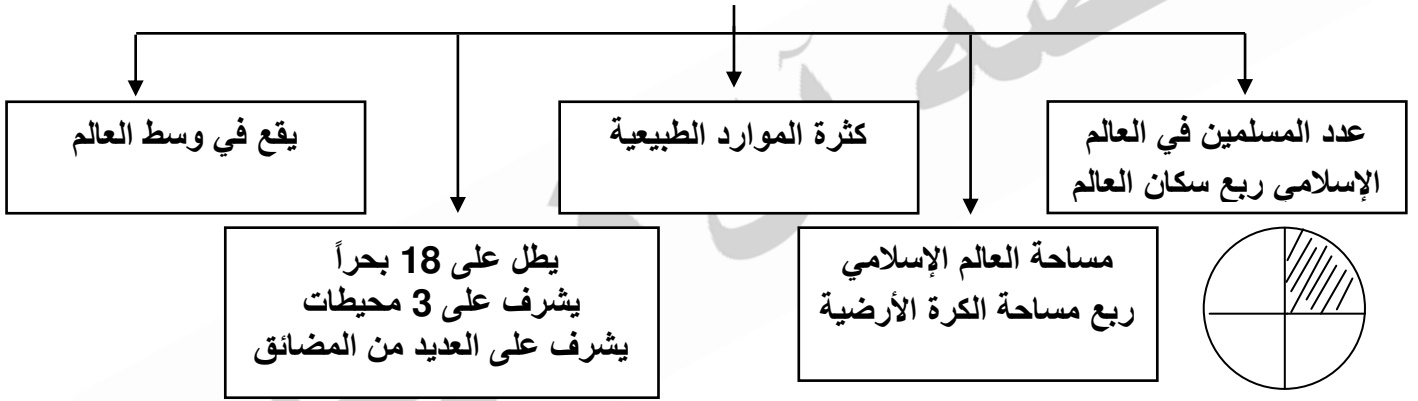 عدد المسلمين في العالم
الإسلامي ربع سكان العالم
مساحة العالم الإسلامي
ربع مساحة الكرة الأرضية
كثرة الموارد الطبيعية
يطل على 18 بحراً
يشرف على 3 محيطات
يشرف على العديد من المضائق
يقع في وسط العالم